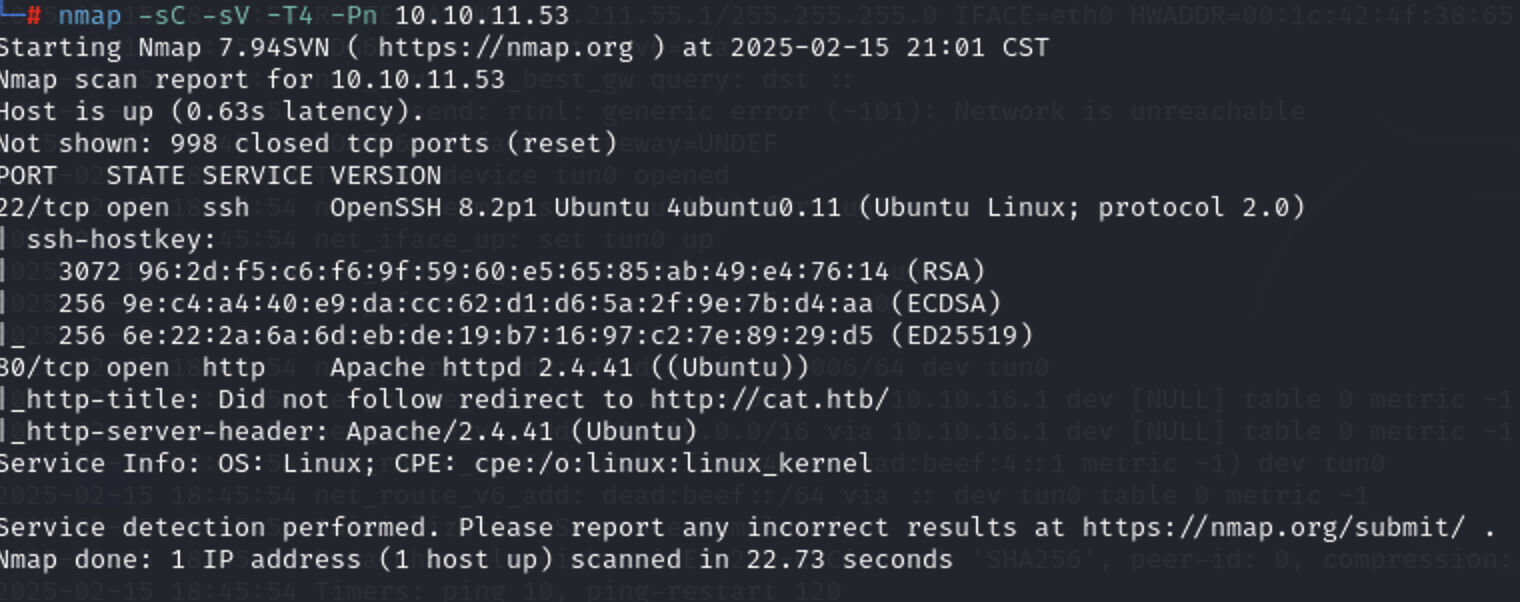 # nmap -sC -sV -T4 -Pn 10.10.11.53
Starting Nmap 7.94SVN ( https://nmap.org ) at 2025-02-15 21:01 CST
Nmap scan report for 10.10.11.53
Host is up (0.63s latency).
Not shown: 998 closed tcp ports (reset)
PORT   STATE SERVICE VERSION
22/tcp open  ssh     OpenSSH 8.2p1 Ubuntu 4ubuntu0.11 (Ubuntu Linux; protocol 2.0)
| ssh-hostkey:
|   3072 96:2d:f5:c6:f6:9f:59:60:e5:65:85:ab:49:e4:76:14 (RSA)
|   256 9e:c4:a4:40:e9:da:cc:62:d1:d6:5a:2f:9e:7b:d4:aa (ECDSA)
|_  256 6e:22:2a:6a:6d:eb:de:19:b7:16:97:c2:7e:89:29:d5 (ED25519)
80/tcp open  http    Apache httpd 2.4.41 ((Ubuntu))
|_http-title: Did not follow redirect to http://cat.htb/
|_http-server-header: Apache/2.4.41 (Ubuntu)
Service Info: OS: Linux; CPE: cpe:/o:linux:linux_kernel
Service detection performed. Please report any incorrect results at https://nmap.org/submit/ .
Nmap done: 1 IP address (1 host up) scanned in 22.73 seconds